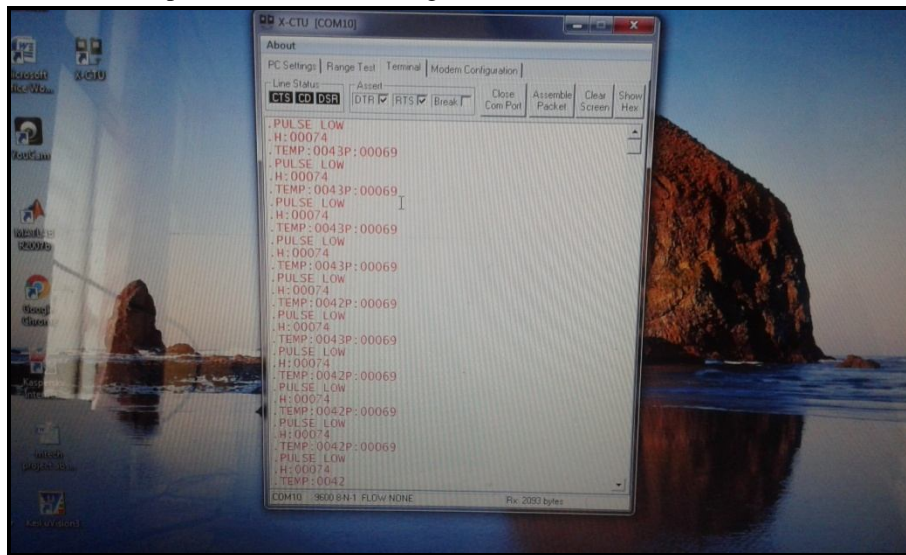 X-CTU [COM10]
About
PC Settings
Range Test
Terminal
Modem Configuration
Line Status
CTS CD DSR
Assert
DTR
RTS
Break
Close Com Port
Assemble Packet
Clear Screen
Show Hex
.PULSE LOW
.H:00074
.TEMP:0043P:00069
.PULSE LOW
.H:00074
.TEMP:0043P:00069
.PULSE LOW
.H:00074
.TEMP:0043P:00069
.PULSE LOW
.H:00074
.TEMP:0043P:00069
.PULSE LOW
.H:00074
.TEMP:0042P:00069
.PULSE LOW
.H:00074
.TEMP:0043P:00069
.PULSE LOW
.H:00074
.TEMP:0042P:00069
.PULSE LOW
.H:00074
.TEMP:0042P:00069
.PULSE LOW
.H:00074
.TEMP:0042P:00069
.PULSE LOW
.H:00074
.TEMP:0042
COM10 9600 8-N-1 FLOW:NONE
Rx: 2093 bytes
X-CTU
YouCam
R2007b
Google Chrome